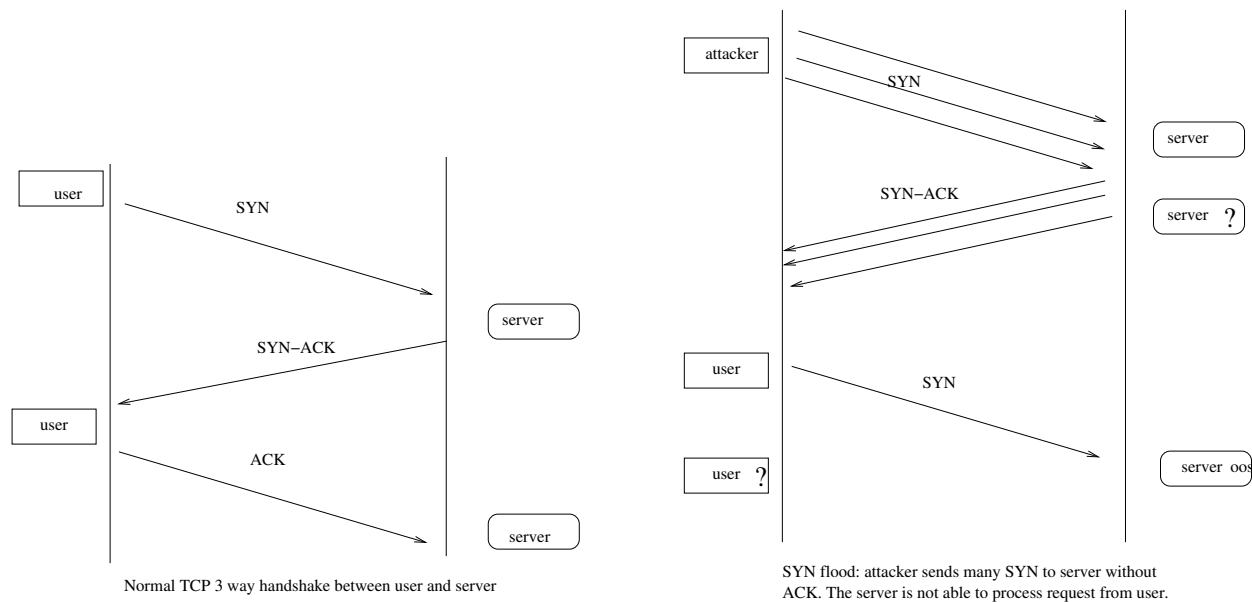 user
SYN
server
SYN−ACK
user
ACK
server
Normal TCP 3 way handshake between user and server
attacker
SYN
server
SYN−ACK
server ?
user
SYN
user ?
server oos
SYN flood: attacker sends many SYN to server without
ACK. The server is not able to process request from user.